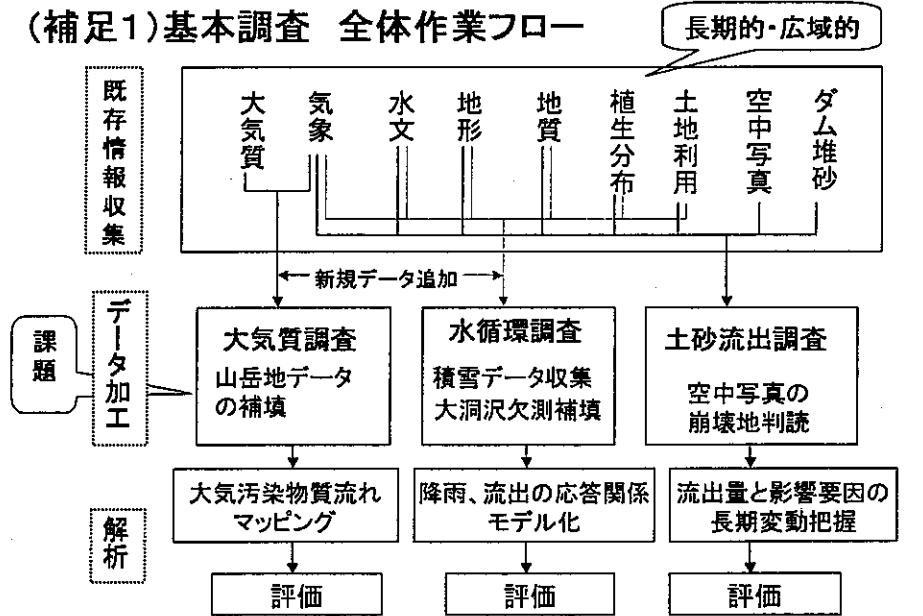 (補足1)基本調査 全体作業フロー
長期的・広域的
既存情報収集
大気質
気象
水文
地形
地質
植生分布
土地利用
空中写真
ダム堆砂
新規データ追加
課題
データ加工
大気質調査
山岳地データ
の補填
水循環調査
積雪データ収集
大洞沢欠測補填
土砂流出調査
空中写真の
崩壊地判読
解析
大気汚染物質流れ
マッピング
降雨、流出の応答関係
モデル化
流出量と影響要因の
長期変動把握
評価
評価
評価